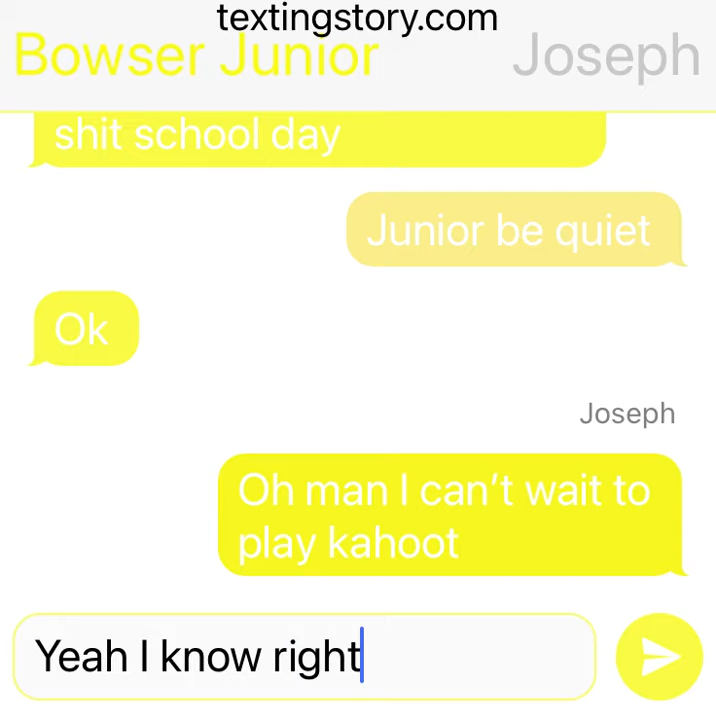 textingstory.com
Bowser Junior Joseph
shit school day
Junior be quiet
Ok
Joseph
Oh man I can't wait to
play kahoot
Yeah I know right